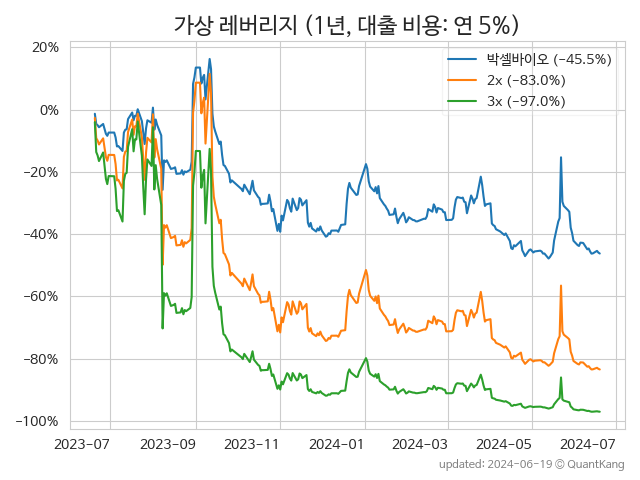 가상 레버리지 (1년, 대출 비용: 연 5%)
박셀바이오 (-45.5%)
2x (-83.0%)
3x (-97.0%)
20%
0%
-20%
-40%
-60%
-80%
-100%
2023-07 2023-09 2023-11 2024-01 2024-03 2024-05 2024-07
updated: 2024-06-19 © QuantKang